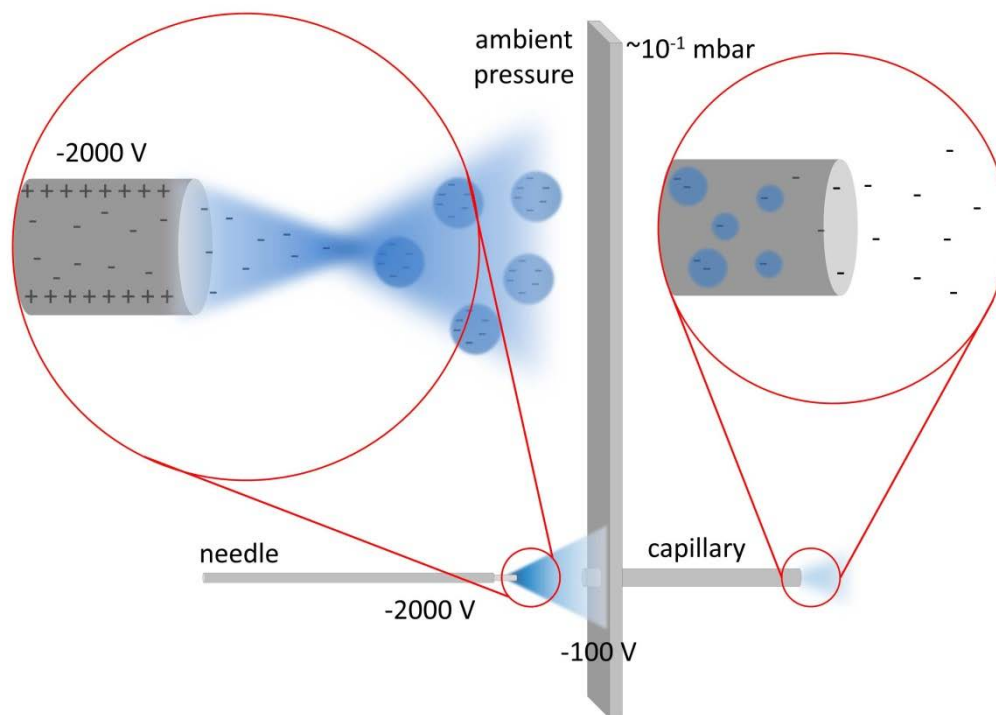 ambient
pressure
~10⁻¹ mbar
-2000 V
+ + + + + + + +
+ + + + + + + +
needle
capillary
-2000 V
-100 V